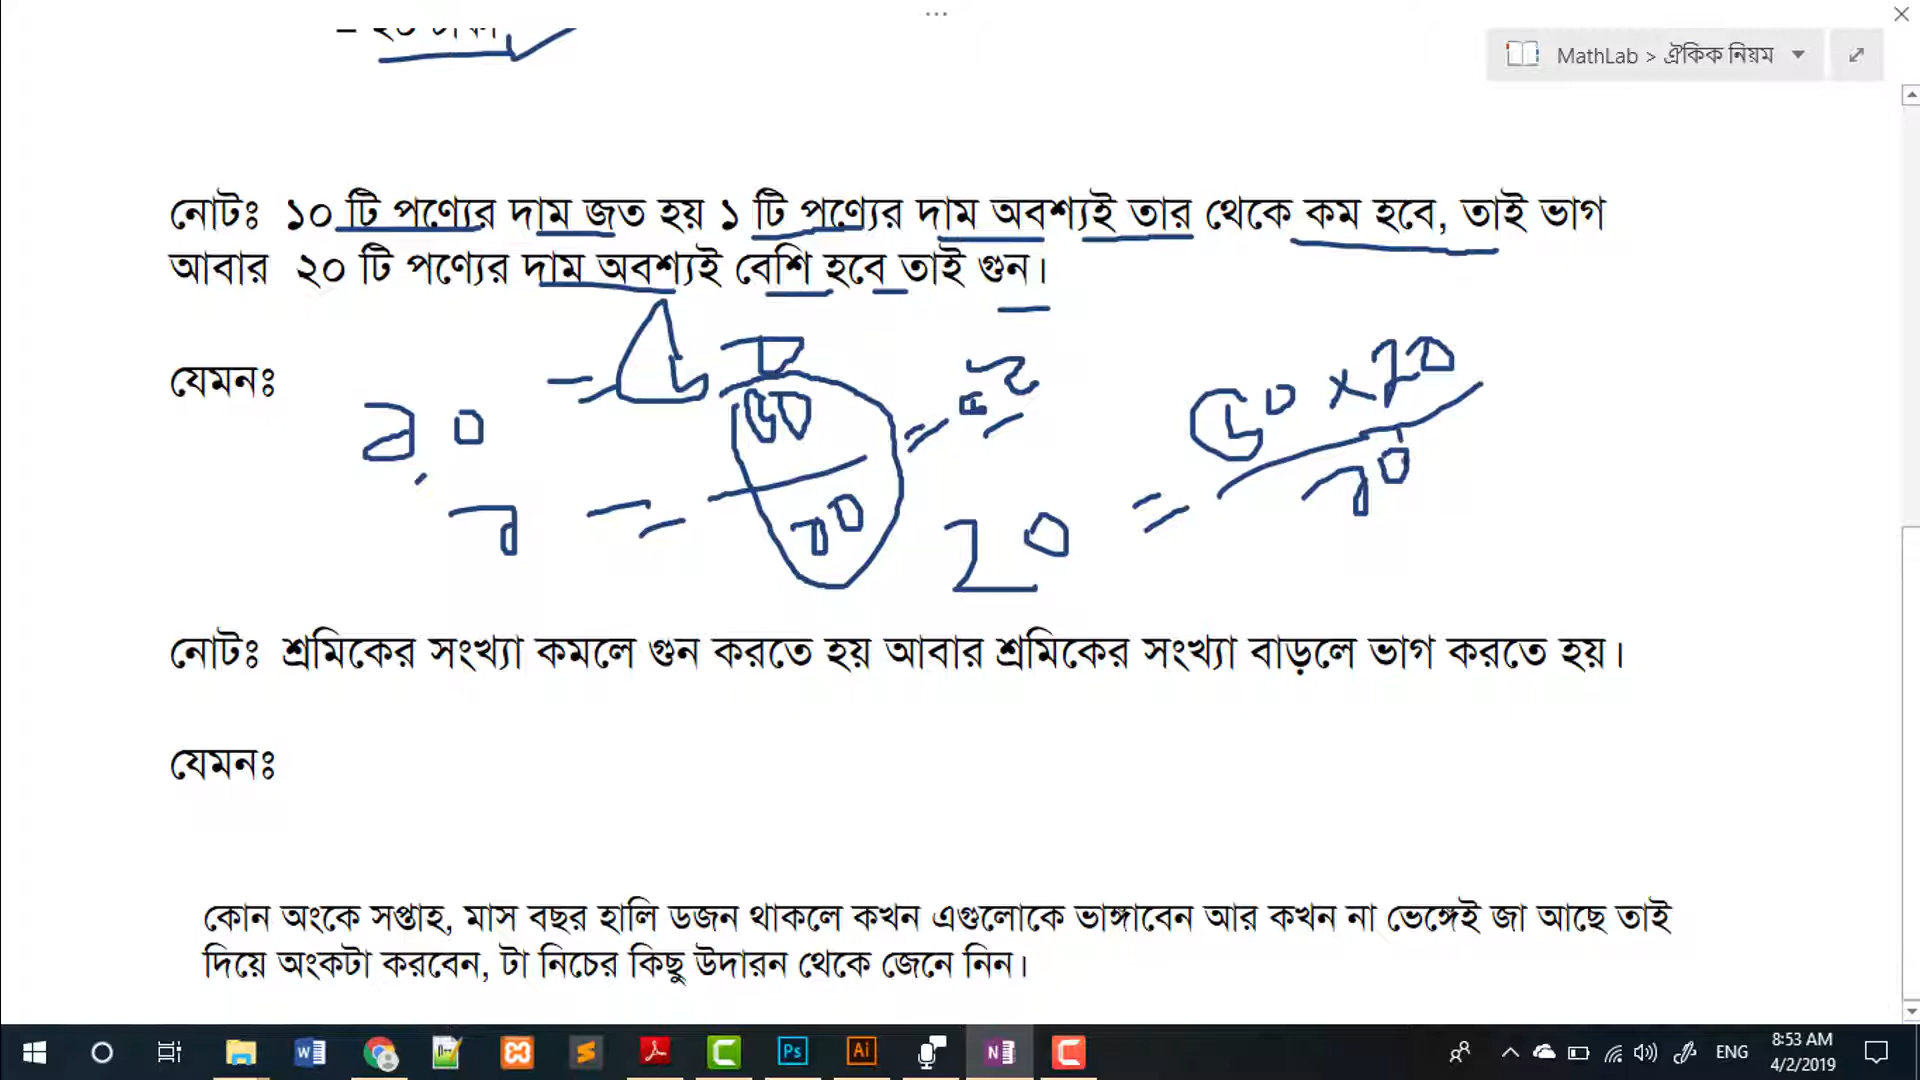 MathLab > ঐকিক নিয়ম
নোটঃ ১০ টি পণ্যের দাম জত হয় ১ টি পণ্যের দাম অবশ্যই তার থেকে কম হবে, তাই ভাগ
আবার ২০ টি পণ্যের দাম অবশ্যই বেশি হবে তাই গুন।
যেমনঃ
নোটঃ শ্রমিকের সংখ্যা কমলে গুন করতে হয় আবার শ্রমিকের সংখ্যা বাড়লে ভাগ করতে হয়।
যেমনঃ
কোন অংকে সপ্তাহ, মাস বছর হালি ডজন থাকলে কখন এগুলোকে ভাঙ্গাবেন আর কখন না ভেঙ্গেই জা আছে তাই
দিয়ে অংকটা করবেন, টা নিচের কিছু উদারন থেকে জেনে নিন।
ENG
8:53 AM
4/2/2019